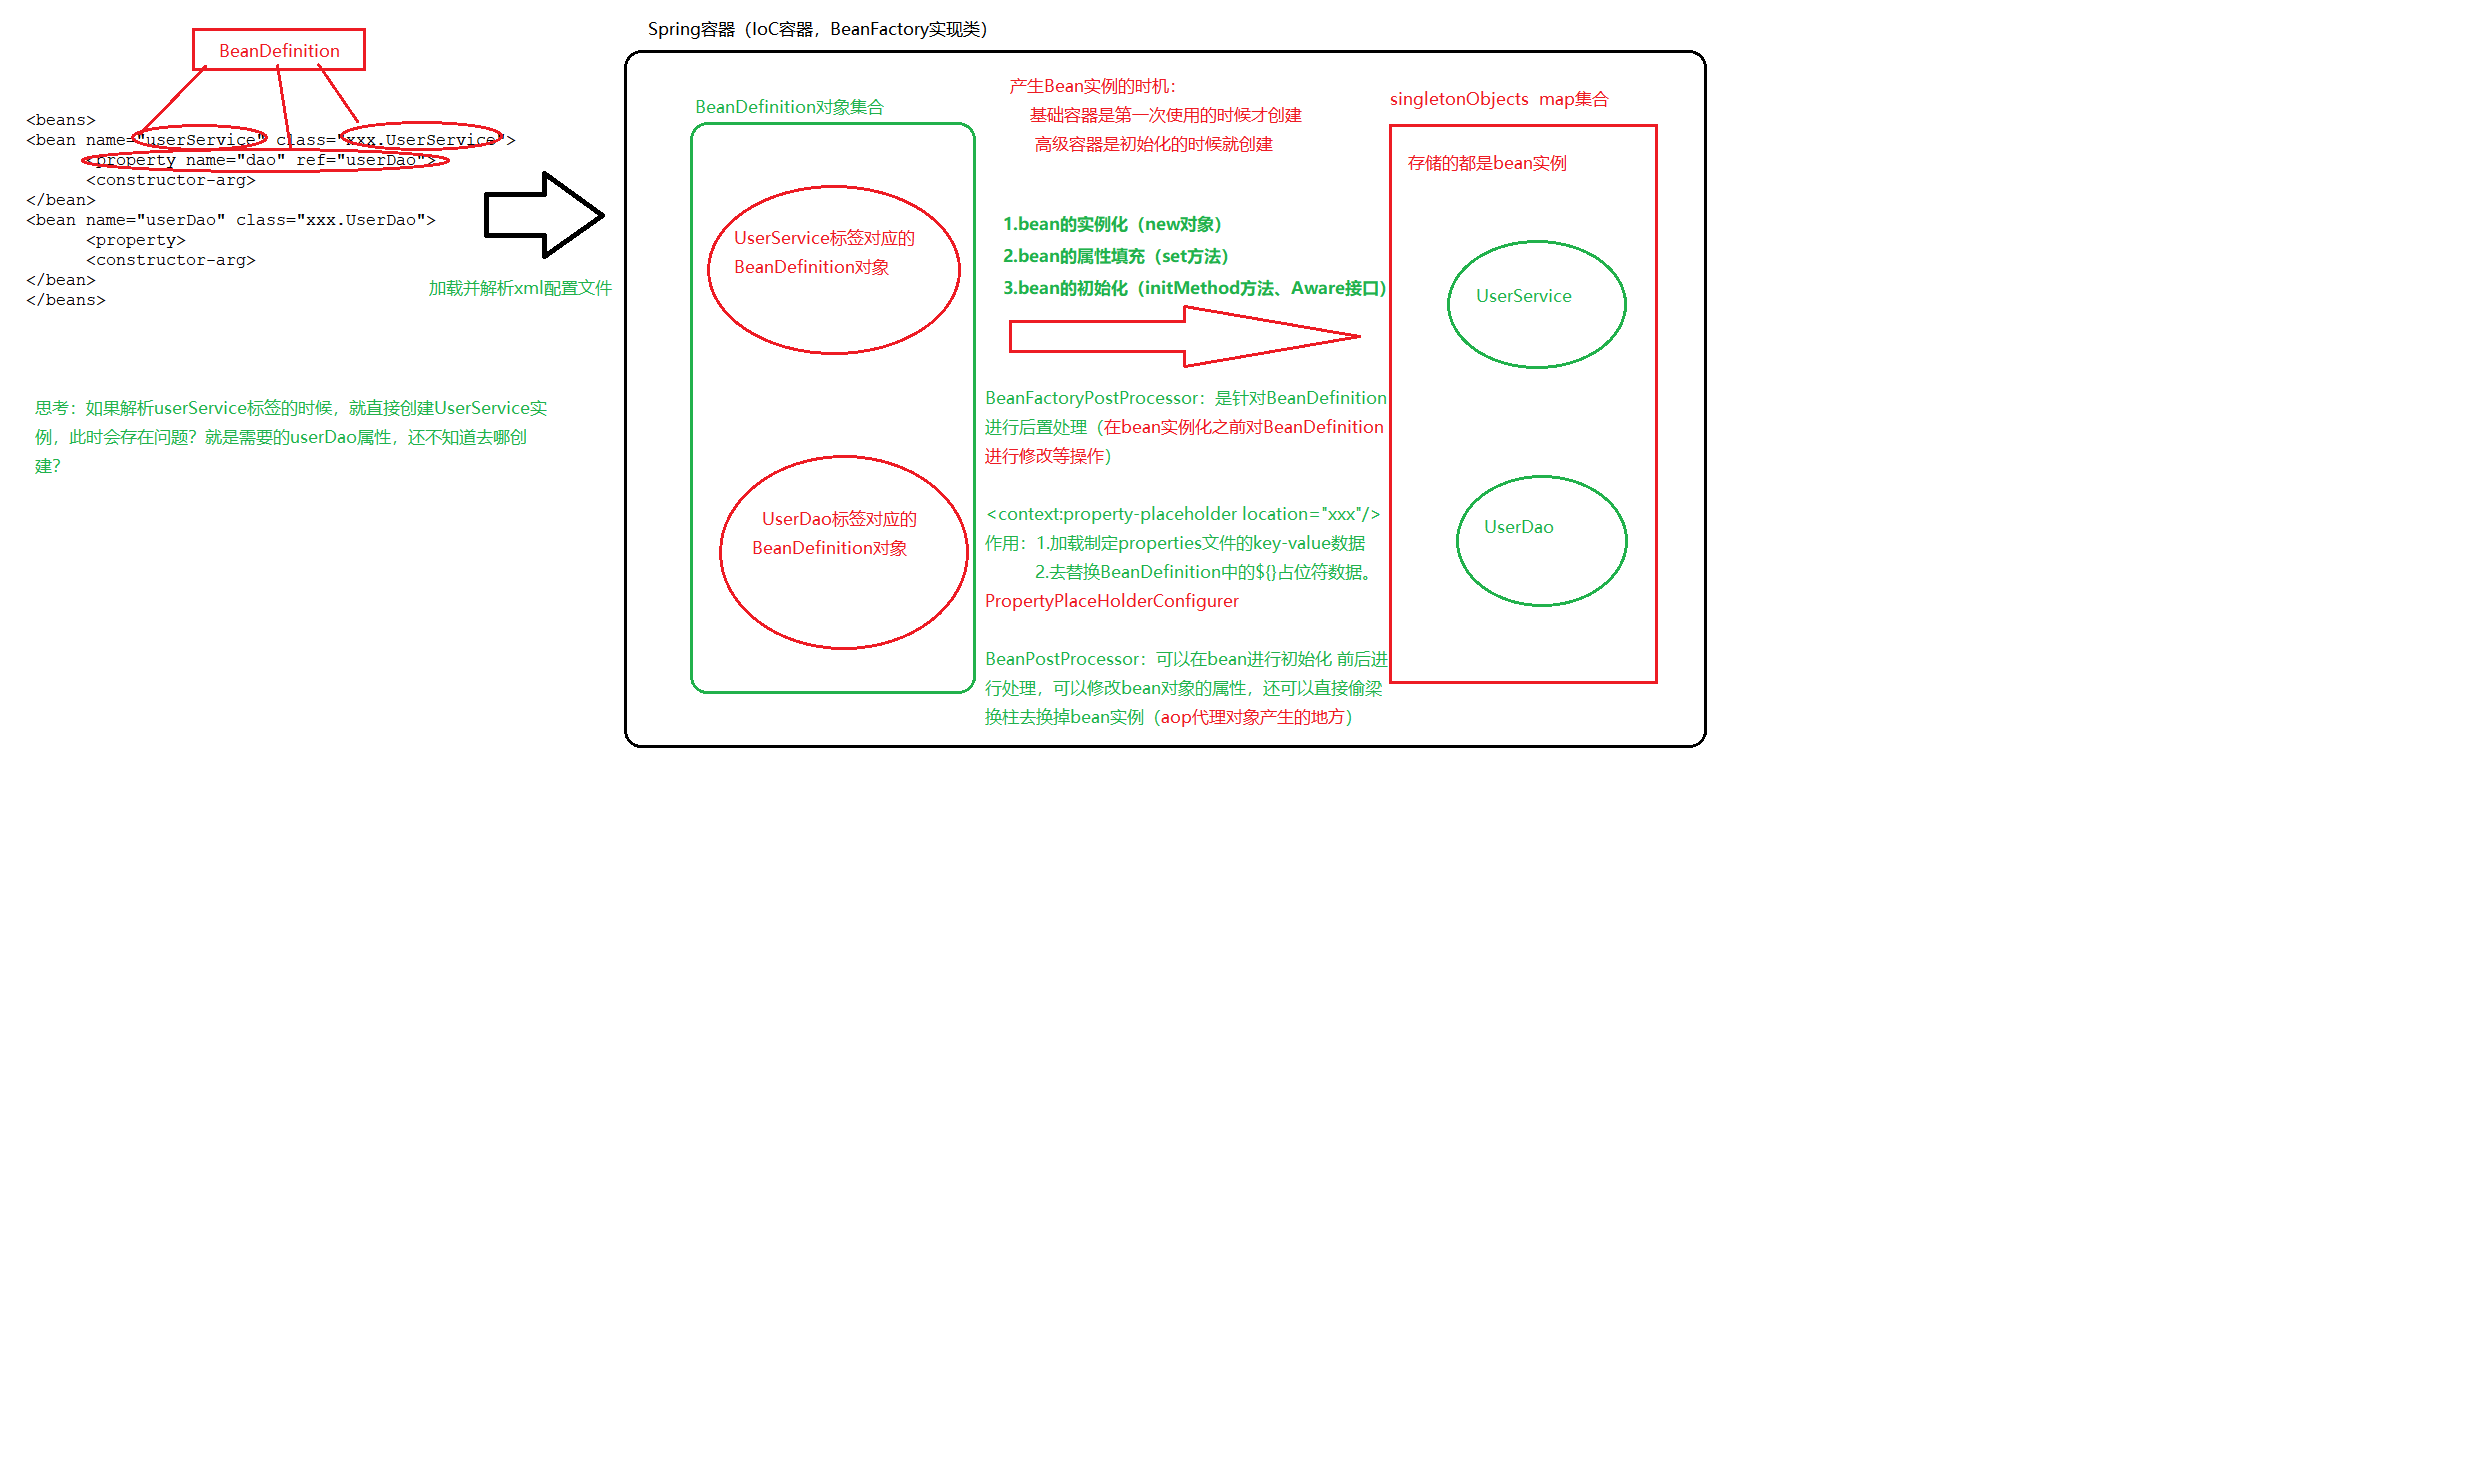 BeanDefinition
<beans>
<bean name="userService" class="xxx.UserService">
<property name="dao" ref="userDao">
<constructor-arg>
</bean>
<bean name="userDao" class="xxx.UserDao">
<property>
<constructor-arg>
</bean>
</beans>
加载并解析xml配置文件
思考：如果解析userService标签的时候，就直接创建UserService实
例，此时会存在问题？就是需要的userDao属性，还不知道去哪创
建？
Spring容器（IoC容器，BeanFactory实现类）
BeanDefinition对象集合
UserService标签对应的
BeanDefinition对象
UserDao标签对应的
BeanDefinition对象
产生Bean实例的时机：
基础容器是第一次使用的时候才创建
高级容器是初始化的时候就创建
1.bean的实例化（new对象）
2.bean的属性填充（set方法）
3.bean的初始化（initMethod方法、Aware接口）
BeanFactoryPostProcessor：是针对BeanDefinition
进行后置处理（在bean实例化之前对BeanDefinition
进行修改等操作）
<context:property-placeholder location="xxx"/>
作用：1.加载制定properties文件的key-value数据
2.去替换BeanDefinition中的${}占位符数据。
PropertyPlaceHolderConfigurer
BeanPostProcessor：可以在bean进行初始化 前后进
行处理，可以修改bean对象的属性，还可以直接偷梁
换柱去换掉bean实例（aop代理对象产生的地方）
singletonObjects map集合
存储的都是bean实例
UserService
UserDao